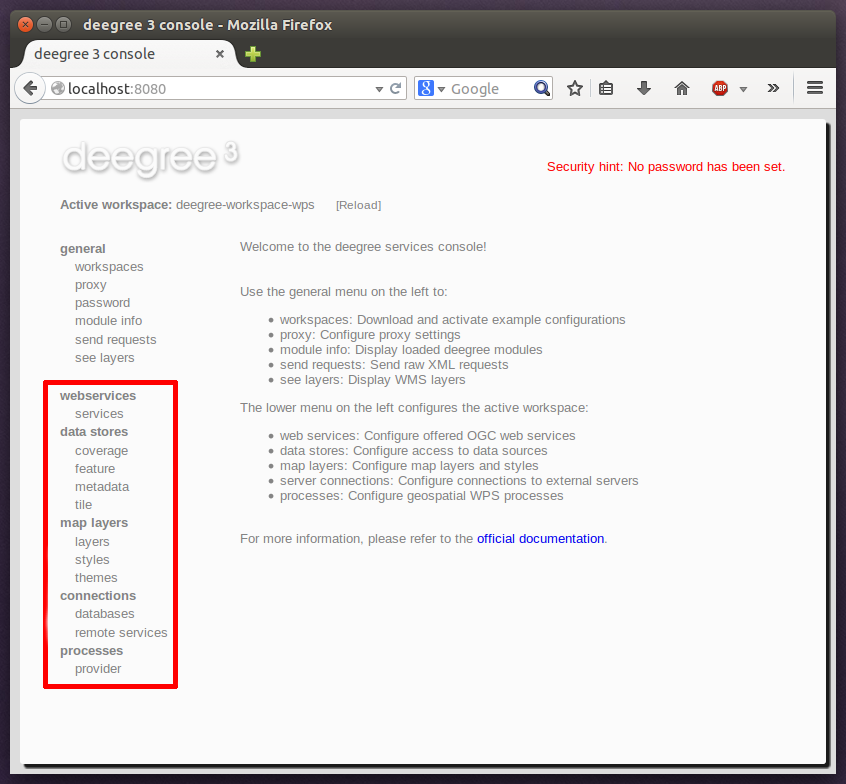 deegree 3 console - Mozilla Firefox
deegree 3 console
localhost:8080
8 Google
ABP
deegree 3
Security hint: No password has been set.
Active workspace: deegree-workspace-wps [Reload]
general
workspaces
proxy
password
module info
send requests
see layers
webservices
services
data stores
coverage
feature
metadata
tile
map layers
layers
styles
themes
connections
databases
remote services
processes
provider
Welcome to the deegree services console!
Use the general menu on the left to:
workspaces: Download and activate example configurations
proxy: Configure proxy settings
module info: Display loaded deegree modules
send requests: Send raw XML requests
see layers: Display WMS layers
The lower menu on the left configures the active workspace:
web services: Configure offered OGC web services
data stores: Configure access to data sources
map layers: Configure map layers and styles
server connections: Configure connections to external servers
processes: Configure geospatial WPS processes
For more information, please refer to the official documentation.